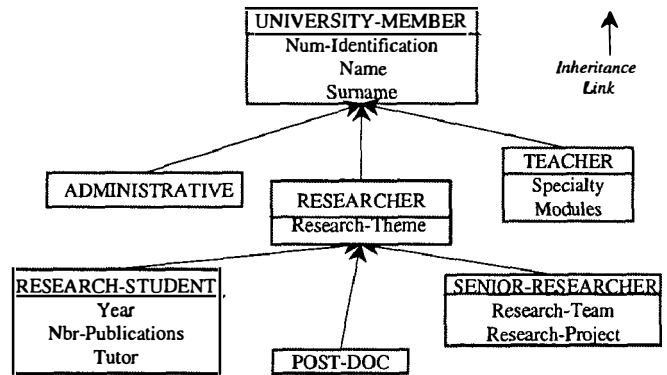 UNIVERSITY-MEMBER
Num-Identification
Name
Surname
Inheritance
Link
ADMINISTRATIVE
RESEARCHER
Research-Theme
TEACHER
Specialty
Modules
RESEARCH-STUDENT
Year
Nbr-Publications
Tutor
POST-DOC
SENIOR-RESEARCHER
Research-Team
Research-Project